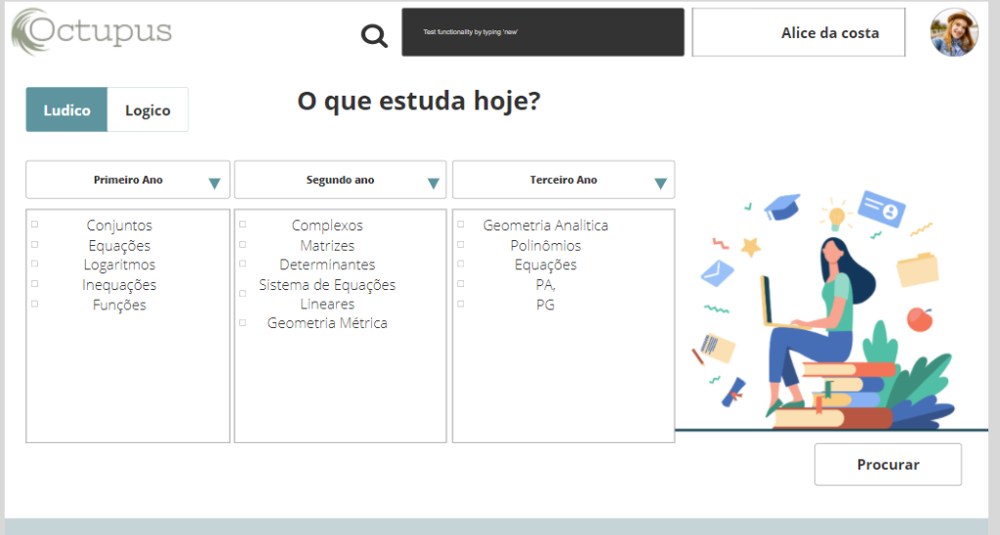 Octupus
Test functionality by typing 'new'
Alice da costa
Ludico
Logico
O que estuda hoje?
Primeiro Ano
Segundo ano
Terceiro Ano
Conjuntos
Equações
Logaritmos
Inequações
Funções
Complexos
Matrizes
Determinantes
Sistema de Equações
Lineares
Geometria Métrica
Geometria Analitica
Polinômios
Equações
PA,
PG
Procurar